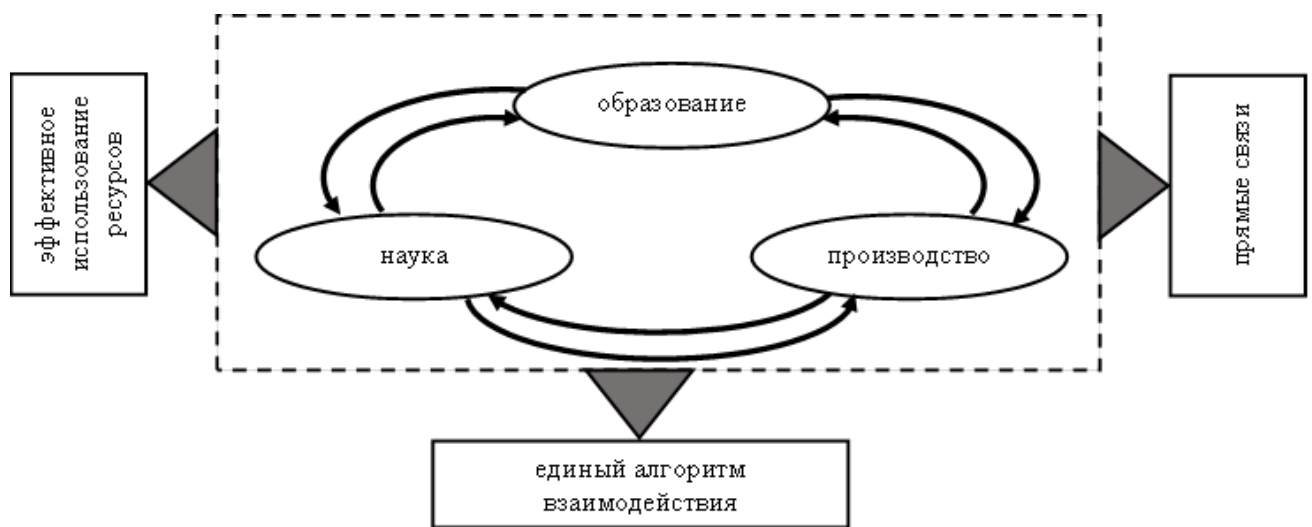 образование
эффективное
использование
ресурсов
прямые связи
наука
производство
единый алгоритм
взаимодействия